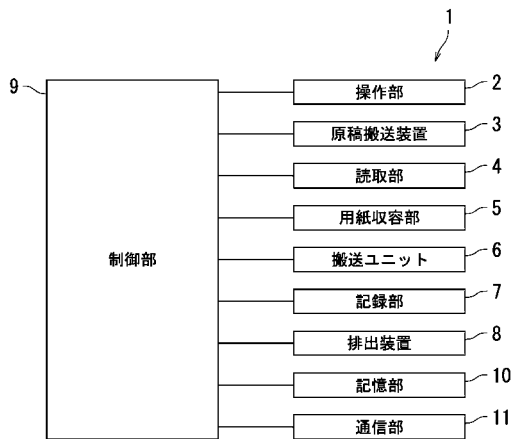 1
9
操作部 2
原稿搬送装置 3
読取部 4
用紙収容部 5
搬送ユニット 6
制御部
記録部 7
排出装置 8
記憶部 10
通信部 11